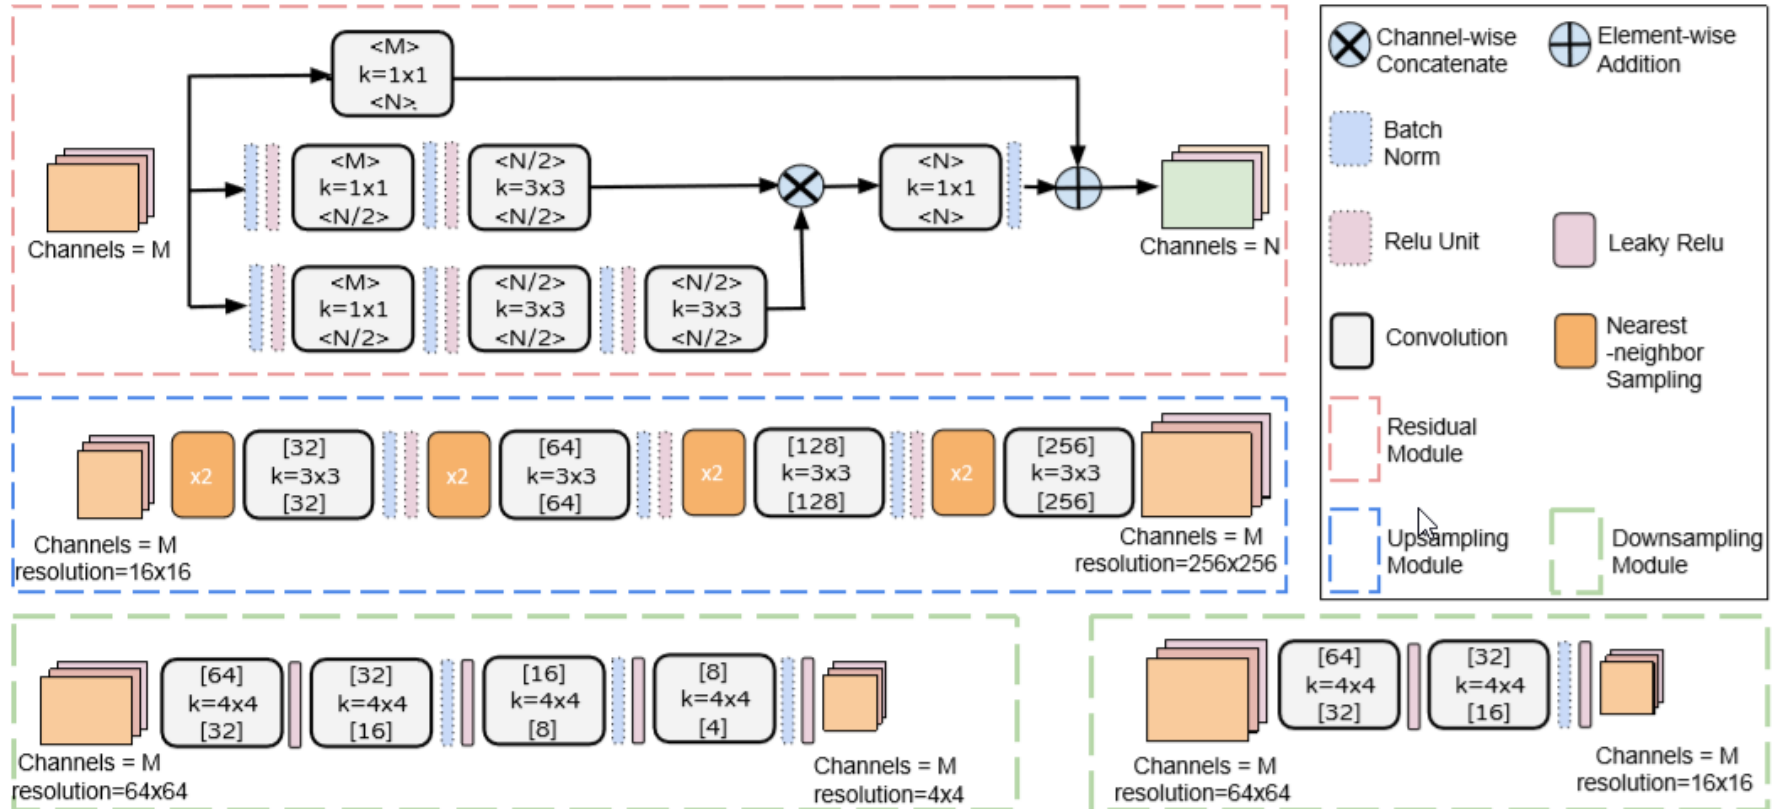 <M>
k=1x1
<N>.
<M>
k=1x1
<N/2>
<N/2>
k=3x3
<N/2>
<N>
k=1x1
<N>
Channels = M
Channels = N
<M>
k=1x1
<N/2>
<N/2>
k=3x3
<N/2>
<N/2>
k=3x3
<N/2>
x2
[32]
k=3x3
[32]
x2
[64]
k=3x3
[64]
x2
[128]
k=3x3
[128]
x2
[256]
k=3x3
[256]
Channels = M
resolution=16x16
Channels = M
resolution=256x256
[64]
k=4x4
[32]
[32]
k=4x4
[16]
[16]
k=4x4
[8]
[8]
k=4x4
[4]
Channels = M
resolution=64x64
Channels = M
resolution=4x4
[64]
k=4x4
[32]
[32]
k=4x4
[16]
Channels = M
resolution=64x64
Channels = M
resolution=16x16
Channel-wise
Concatenate
Element-wise
Addition
Batch
Norm
Relu Unit
Leaky Relu
Convolution
Nearest
-neighbor
Sampling
Residual
Module
Upsampling
Module
Downsampling
Module